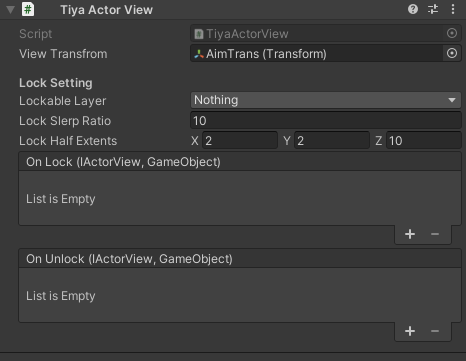 # Tiya Actor View
Script # TiyaActorView
View Transfrom AimTrans (Transform)
Lock Setting
Lockable Layer Nothing
Lock Slerp Ratio 10
Lock Half Extents X 2 Y 2 Z 10
On Lock (IActorView, GameObject)
List is Empty
+ −
On Unlock (IActorView, GameObject)
List is Empty
+ −